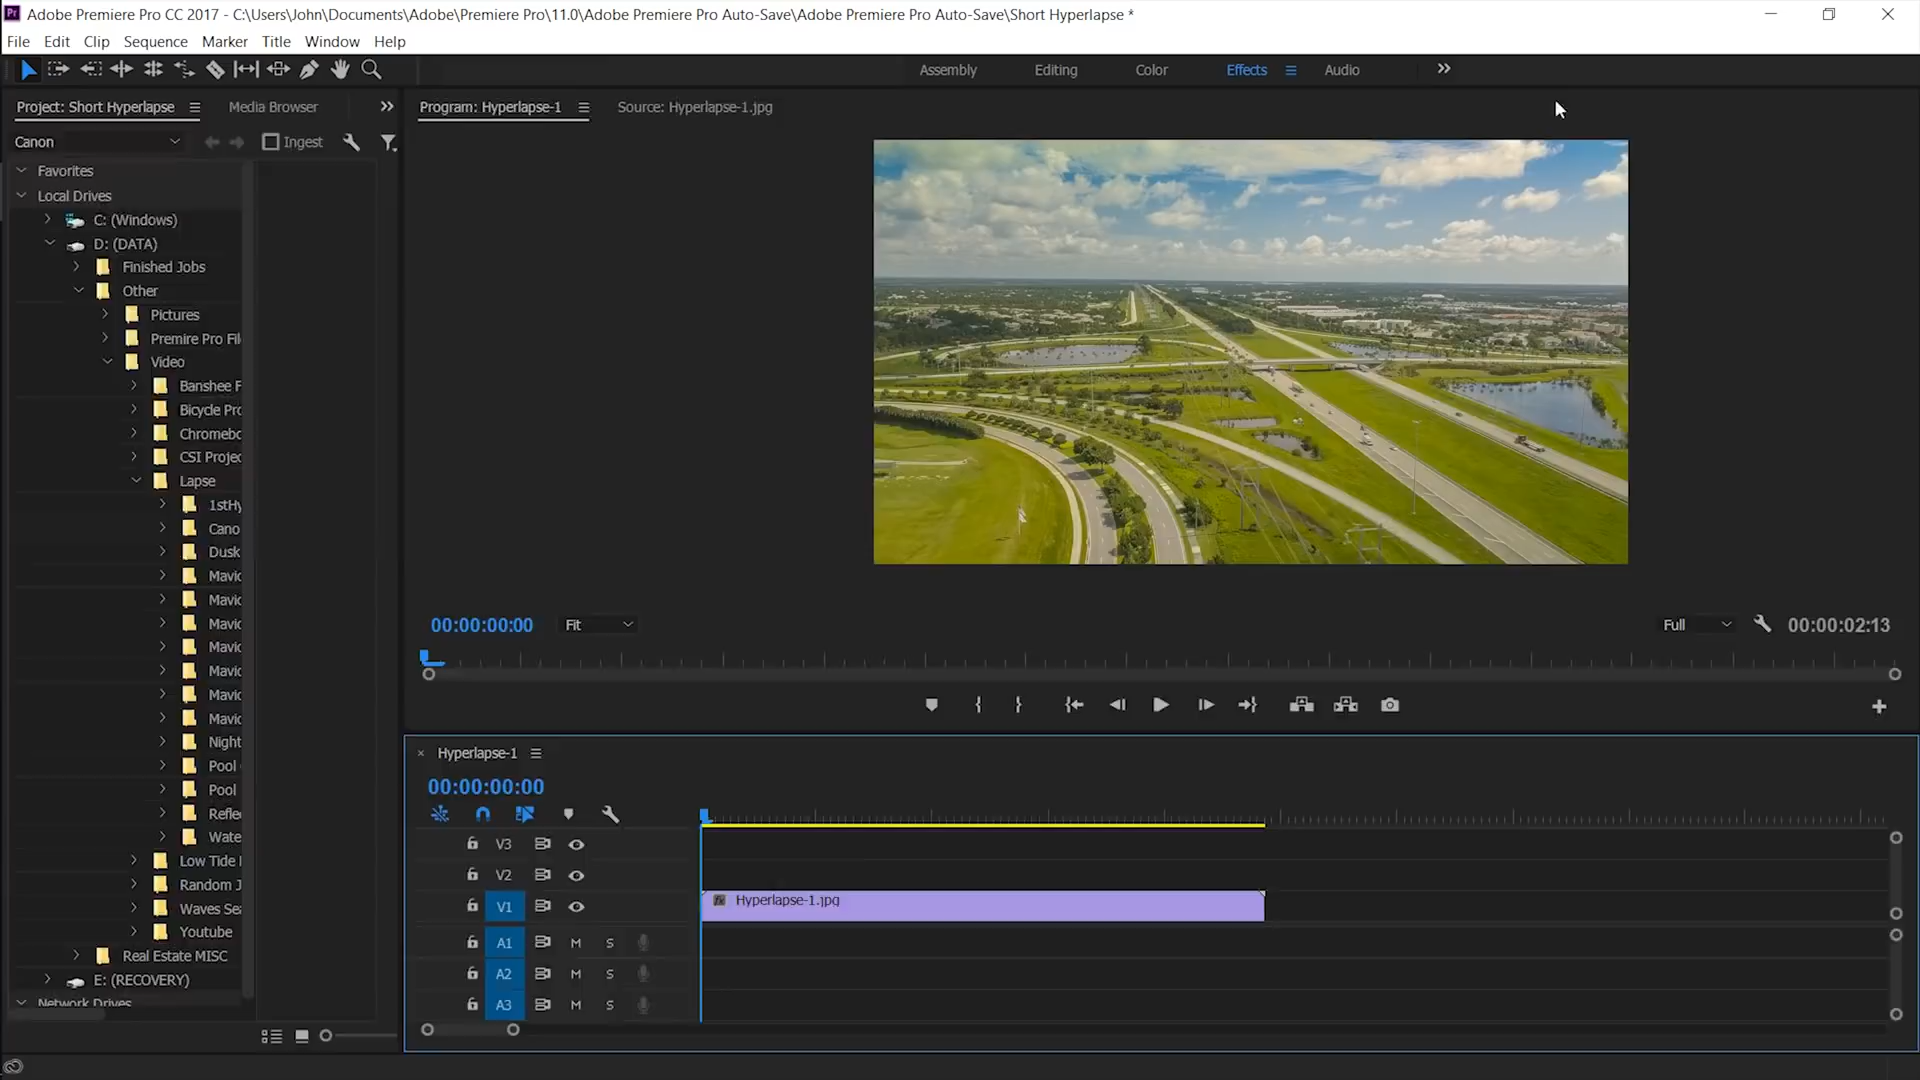 Pr Adobe Premiere Pro CC 2017 - C:\Users\John\Documents\Adobe\Premiere Pro\11.0\Adobe Premiere Pro Auto-Save\Adobe Premiere Pro Auto-Save\Short Hyperlapse *
File Edit Clip Sequence Marker Title Window Help
Assembly Editing Color Effects Audio
Project: Short Hyperlapse Media Browser
Program: Hyperlapse-1 Source: Hyperlapse-1.jpg
Canon Ingest
Favorites
Local Drives
C: (Windows)
D: (DATA)
Finished Jobs
Other
Pictures
Premire Pro Fil
Video
Banshee F
Bicycle Pro
Chromebo
CSI Projec
Lapse
1stHy
Cano
Dusk
Mavic
Mavic
Mavic
Mavic
Mavic
Mavic
Mavic
Night
Pool
Pool
Refle
Wate
Low Tide
Random J
Waves Sea
Youtube
Real Estate MISC
E: (RECOVERY)
Network Drives
00:00:00:00 Fit Full 00:00:02:13
Hyperlapse-1
00:00:00:00
V3
V2
V1 fx Hyperlapse-1.jpg
A1 M S
A2 M S
A3 M S